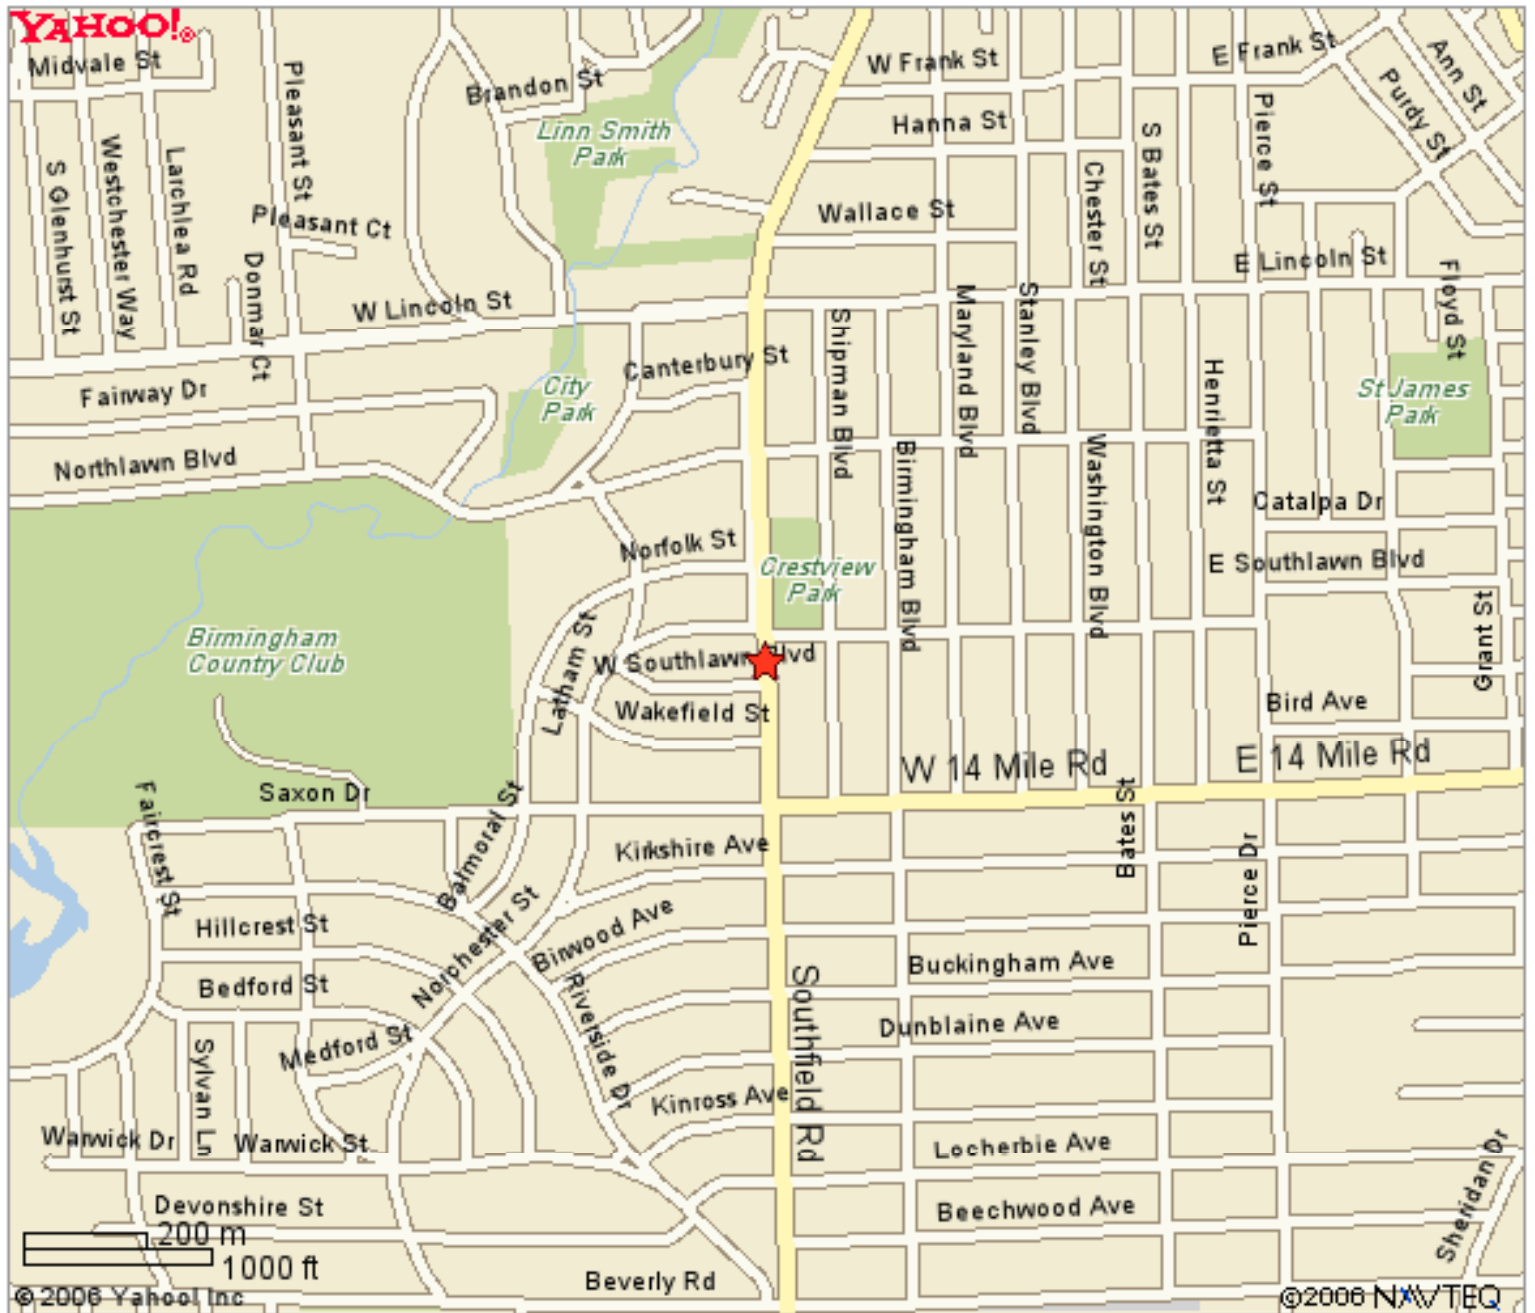 YAHOO!®
Midvale St
Pleasant St
Brandon St
W Frank St
E Frank St
Ann St
Purdy St
Linn Smith
Park
Hanna St
S Bates St
Pierce St
S Glenhurst St
Westchester Way
Larchlea Rd
Pleasant Ct
Donmar Ct
Wallace St
Chester St
E Lincoln St
Floyd St
W Lincoln St
Shipman Blvd
Maryland Blvd
Stanley Blvd
Canterbury St
Henrietta St
St James
Park
Fairway Dr
City
Park
Northlawn Blvd
Birmingham Blvd
Washington Blvd
Catalpa Dr
Norfolk St
Crestview
Park
E Southlawn Blvd
Grant St
Birmingham
Country Club
Latham St
W Southlawn Blvd
Wakefield St
Bird Ave
W 14 Mile Rd
E 14 Mile Rd
Saxon Dr
Faircrest St
Balmoral St
Kirkshire Ave
Bates St
Pierce Dr
Hillcrest St
Norchester St
Birwood Ave
Buckingham Ave
Bedford St
Riverside Dr
Southfield Rd
Dunblaine Ave
Medford St
Sylvan Ln
Kinross Ave
Warwick Dr
Warwick St
Locherbie Ave
Sheridan Dr
Devonshire St
Beechwood Ave
200 m
1000 ft
Beverly Rd
©2006 Yahoo! Inc
©2006 NAVTEQ